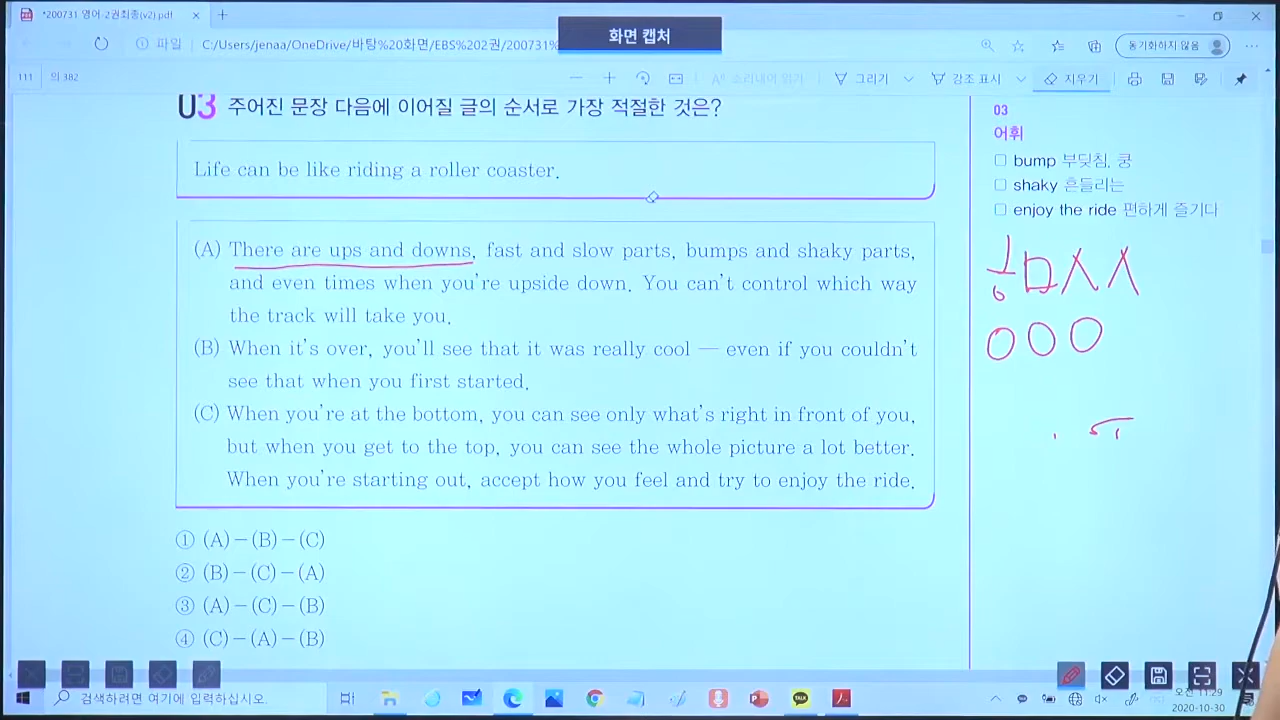 *200731 영어-2권최종(v2).pdf
화면 캡처
파일
C:/Users/jenaa/OneDrive/바탕%20화면/EBS%202권/200731%
동기화하지 않음
111 의 382
소리내어 읽기
그리기
강조 표시
지우기
03 주어진 문장 다음에 이어질 글의 순서로 가장 적절한 것은?
Life can be like riding a roller coaster.
(A) There are ups and downs, fast and slow parts, bumps and shaky parts,
and even times when you're upside down. You can't control which way
the track will take you.
(B) When it's over, you'll see that it was really cool — even if you couldn't
see that when you first started.
(C) When you're at the bottom, you can see only what's right in front of you,
but when you get to the top, you can see the whole picture a lot better.
When you're starting out, accept how you feel and try to enjoy the ride.
① (A)-(B)-(C)
② (B)-(C)-(A)
③ (A)-(C)-(B)
④ (C)-(A)-(B)
03
어휘
□ bump 부딪침, 쿵
□ shaky 흔들리는
□ enjoy the ride 편하게 즐기다
검색하려면 여기에 입력하십시오.
오전 11:29
2020-10-30